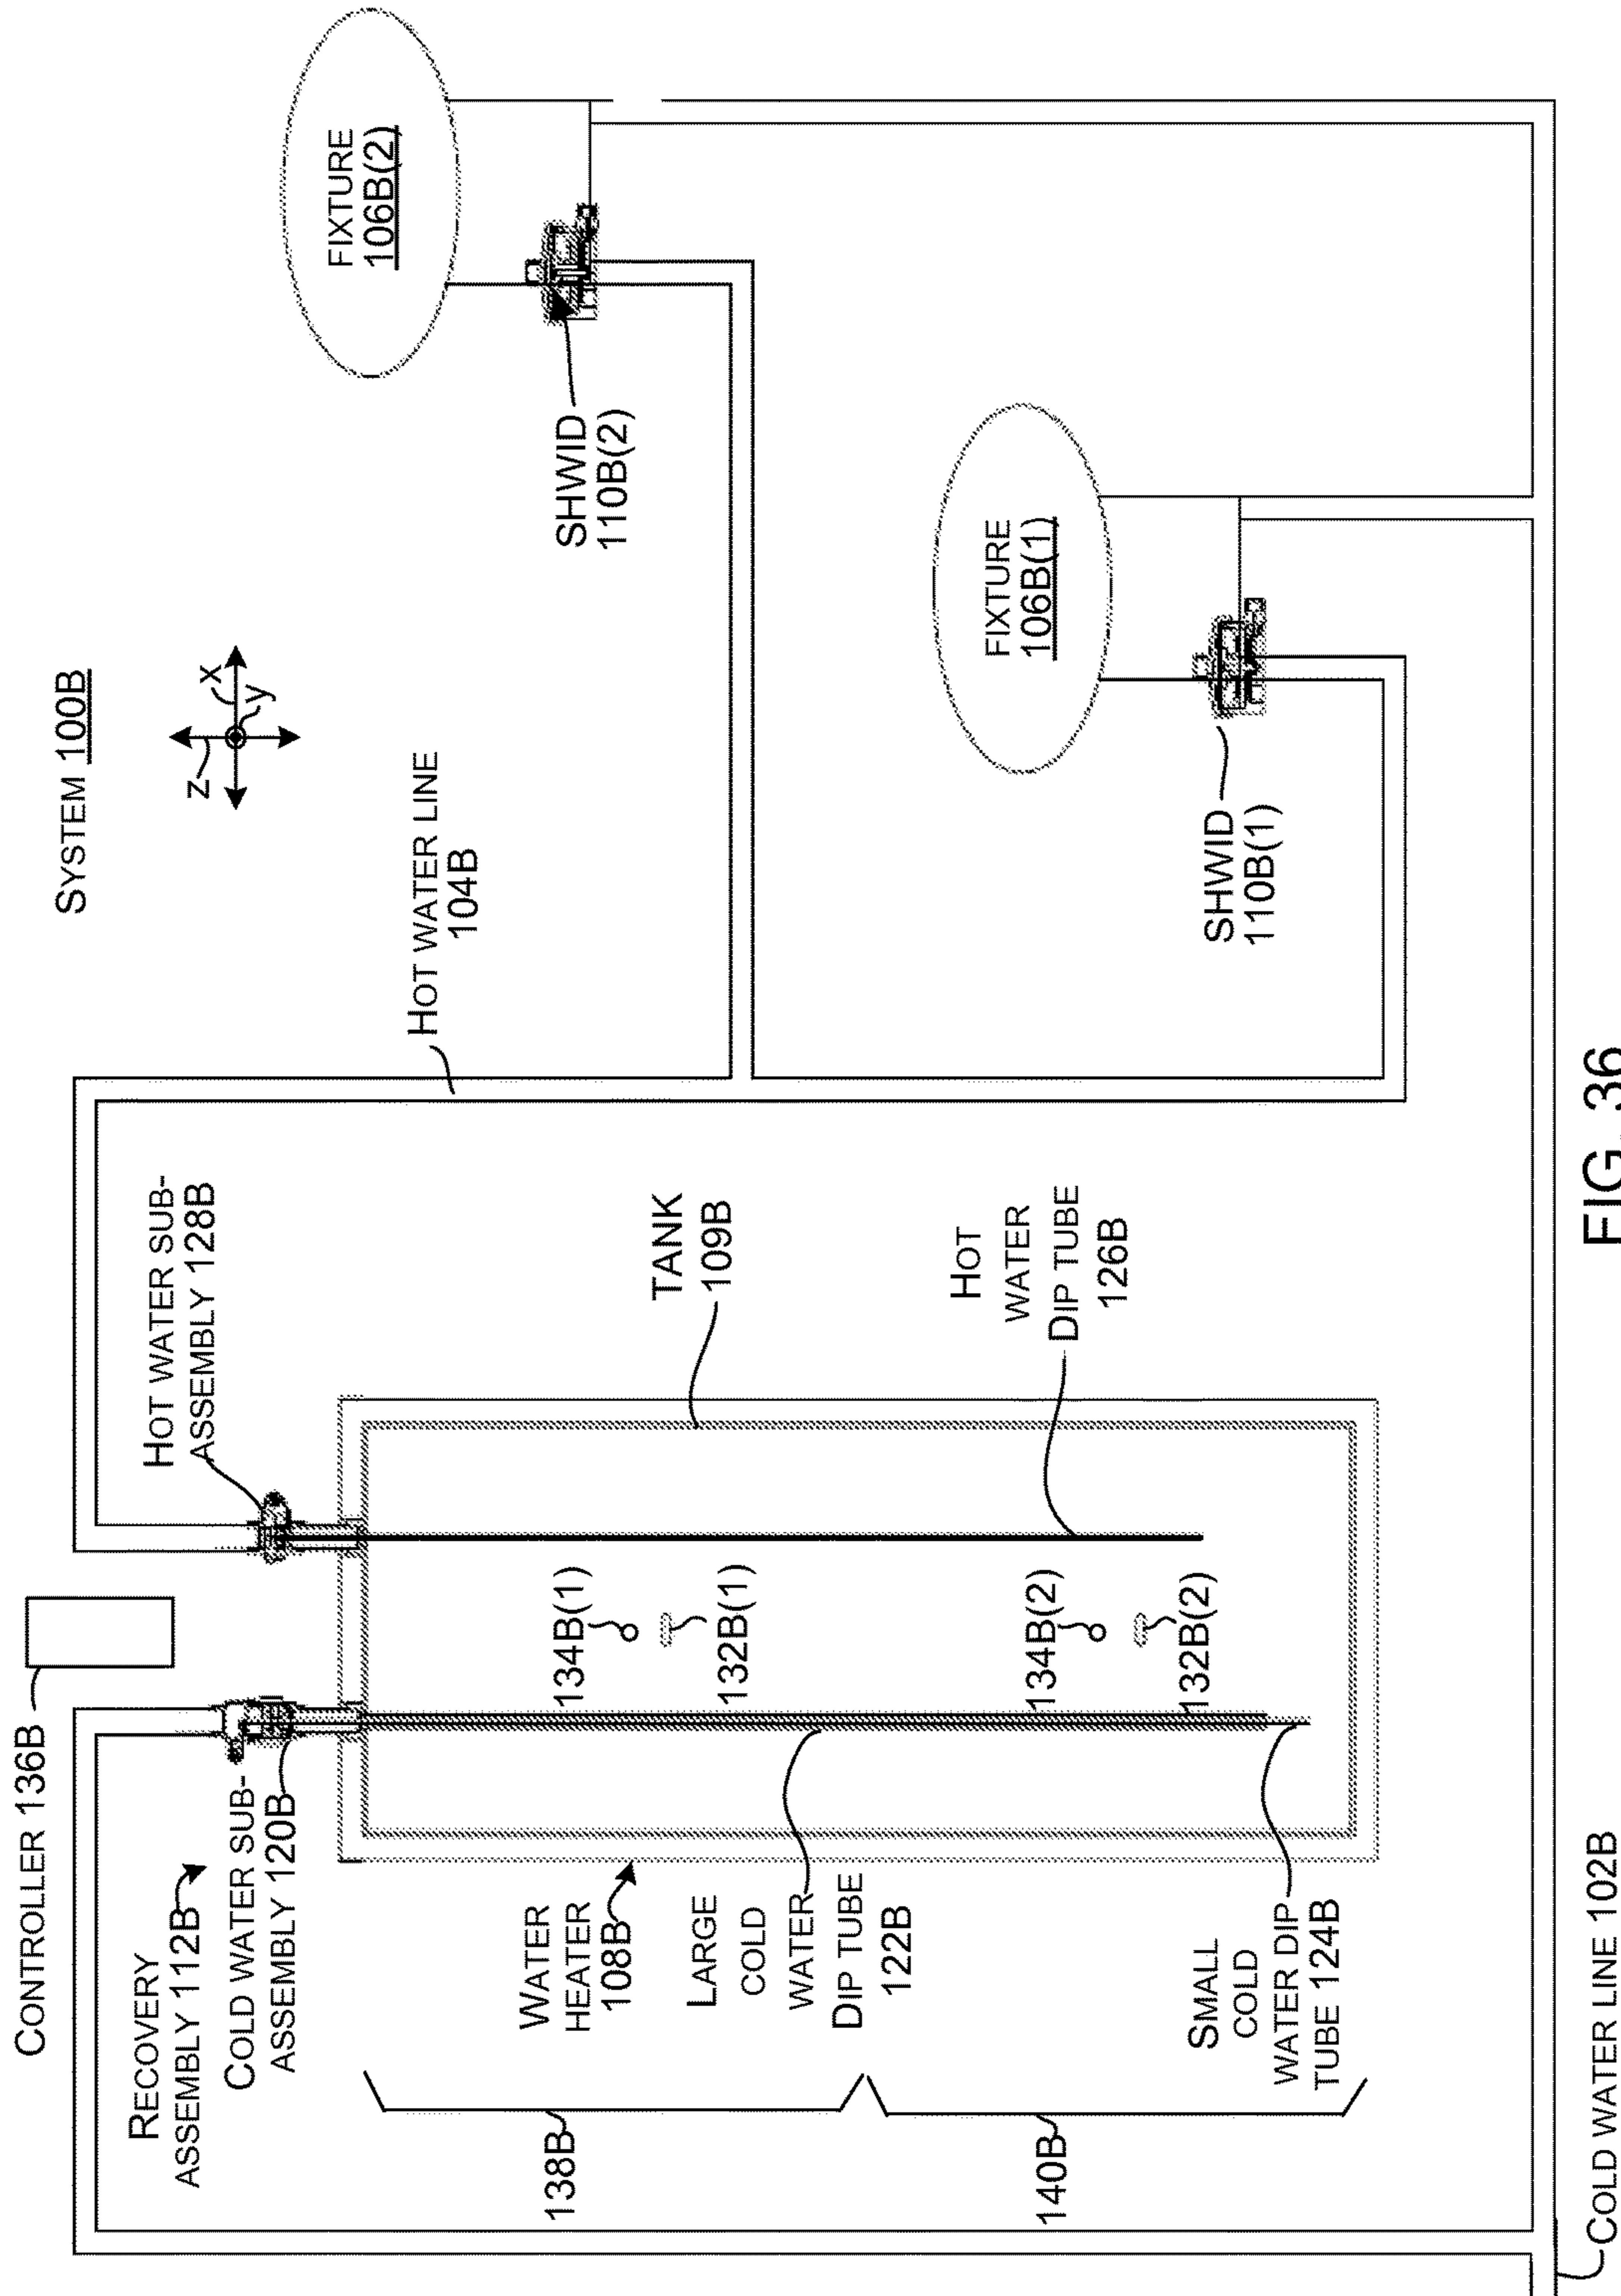 SYSTEM 100B
CONTROLLER 136B
RECOVERY
ASSEMBLY 112B
COLD WATER SUB-
ASSEMBLY 120B
HOT WATER SUB-
ASSEMBLY 128B
HOT WATER LINE
104B
z
x
y
FIXTURE
106B(2)
SHWID
110B(2)
WATER
HEATER
108B
LARGE
COLD
WATER
DIP TUBE
122B
SMALL
COLD
WATER DIP
TUBE 124B
138B
140B
134B(1)
132B(1)
134B(2)
132B(2)
TANK
109B
HOT
WATER
DIP TUBE
126B
FIXTURE
106B(1)
SHWID
110B(1)
COLD WATER LINE 102B
FIG. 36